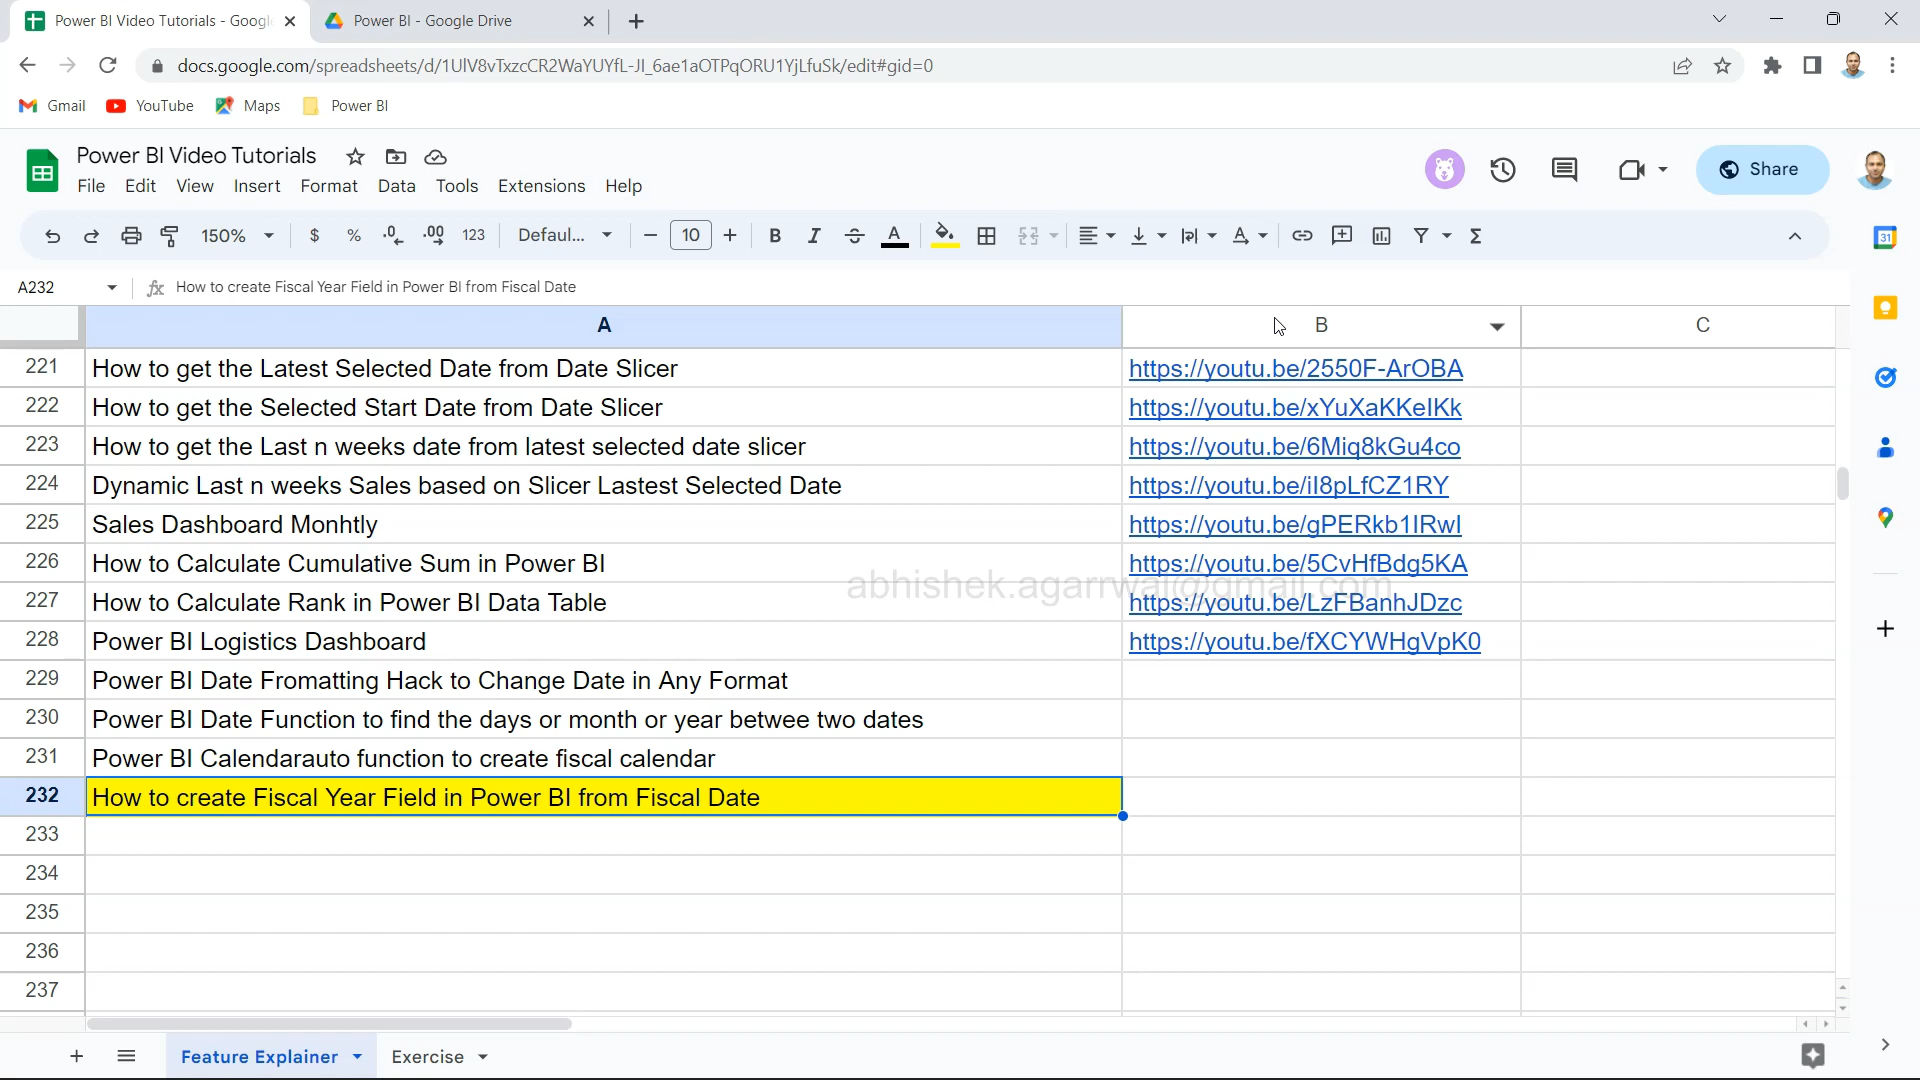 Power BI Video Tutorials - Googl
Power BI - Google Drive
docs.google.com/spreadsheets/d/1UlV8vTxzcCR2WaYUYfL-JI_6ae1aOTPqORU1YjLfuSk/edit#gid=0
Gmail YouTube Maps Power BI
Power BI Video Tutorials
File Edit View Insert Format Data Tools Extensions Help
Share
150% $ % .0 .00 123 Defaul... 10 B I S A Σ
31
A232 fx How to create Fiscal Year Field in Power BI from Fiscal Date
A B C
221 How to get the Latest Selected Date from Date Slicer https://youtu.be/2550F-ArOBA
222 How to get the Selected Start Date from Date Slicer https://youtu.be/xYuXaKKeIKk
223 How to get the Last n weeks date from latest selected date slicer https://youtu.be/6Miq8kGu4co
224 Dynamic Last n weeks Sales based on Slicer Lastest Selected Date https://youtu.be/iI8pLfCZ1RY
225 Sales Dashboard Monhtly https://youtu.be/gPERkb1IRwI
226 How to Calculate Cumulative Sum in Power BI https://youtu.be/5CvHfBdg5KA
abhishek.agarrwal@gmail.com
227 How to Calculate Rank in Power BI Data Table https://youtu.be/LzFBanhJDzc
228 Power BI Logistics Dashboard https://youtu.be/fXCYWHgVpK0
229 Power BI Date Fromatting Hack to Change Date in Any Format
230 Power BI Date Function to find the days or month or year betwee two dates
231 Power BI Calendarauto function to create fiscal calendar
232 How to create Fiscal Year Field in Power BI from Fiscal Date
233
234
235
236
237
Feature Explainer Exercise